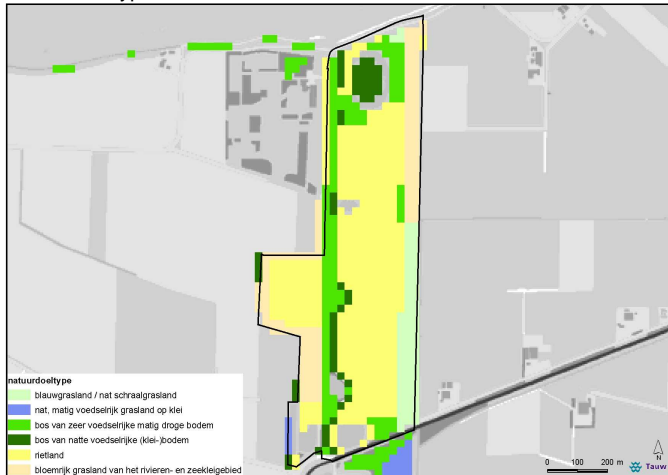 natuurdoeltype
blauwgrasland / nat schraalgrasland
nat, matig voedselrijk grasland op klei
bos van zeer voedselrijke matig droge bodem
bos van natte voedselrijke (klei-)bodem
rietland
bloemrijk grasland van het rivieren- en zeekleigebied
N
0 100 200 m
Tauw